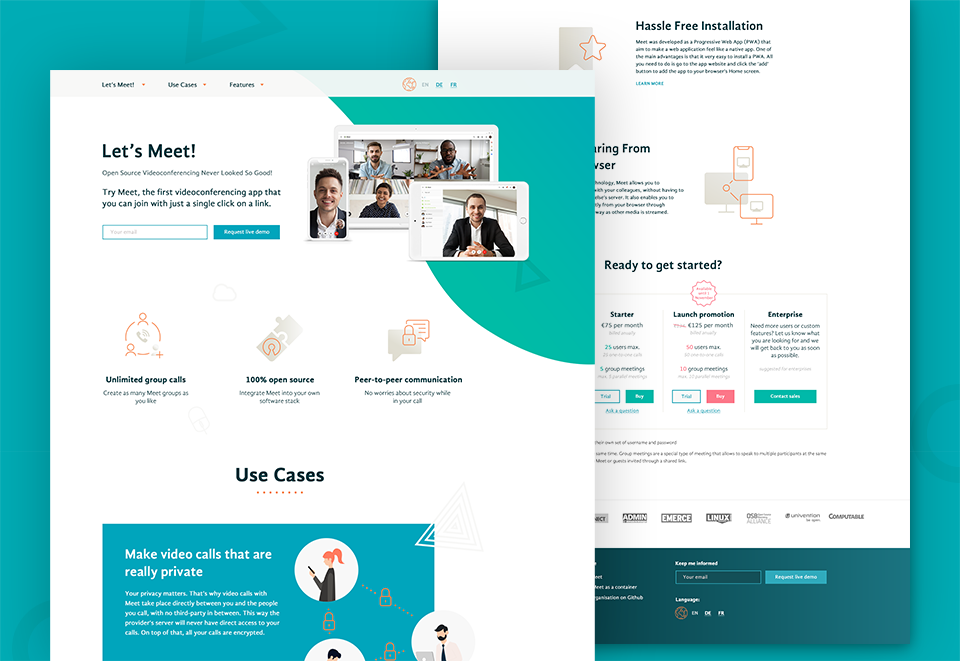 Let's Meet!
Use Cases
Features
EN DE FR
Let's Meet!
Open Source Videoconferencing Never Looked So Good!
Try Meet, the first videoconferencing app that
you can join with just a single click on a link.
Your email
Request live demo
Unlimited group calls
Create as many Meet groups as
you like
100% open source
Integrate Meet into your own
software stack
Peer-to-peer communication
No worries about security while
in your call
Use Cases
Make video calls that are
really private
Your privacy matters. That's why video calls with
Meet take place directly between you and the people
you call, with no third-party in between. This way the
provider's server will never have direct access to your
calls. On top of that, all your calls are encrypted.
Hassle Free Installation
Meet was developed as a Progressive Web App (PWA) that
aim to make a web application feel like a native app. One of
the main advantages is that it very easy to install a PWA. All
you need to do is go to the app website and click the 'add'
button to add the app to your browser's Home screen.
LEARN MORE
From
Meet allows you to
with your colleagues, without having to
server. It also enables you to
from your browser through
way as other media is streamed.
Ready to get started?
Starter
€75 per month
billed annually
25 users max.
5 group meetings
Trial
Buy
Ask a question
Launch promotion
€125 per month
billed annually
50 users max.
10 group meetings
Trial
Buy
Ask a question
Enterprise
Need more users or custom
features? Let us know what
you are looking for and we
will get back to you as soon
as possible.
suggested for enterprises
Contact sales
their own set of username and password
same time. Group meetings are a special type of meeting that allows to speak to multiple participants at the same
Meet or guests invited through a shared link.
ADMIN
EMERCE
LINUX
OSB
ALLIANCE
univention
be open
COMPUTABLE
Meet as a container
on Github
Keep me informed
Your email
Request live demo
Language:
EN DE FR